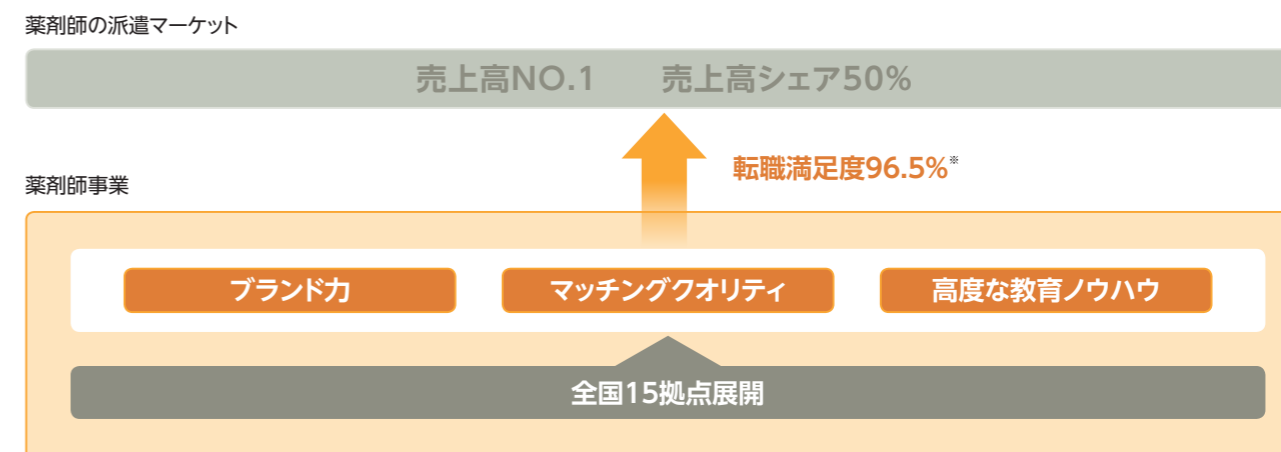 薬剤師の派遣マーケット
売上高NO.1 売上高シェア50%
転職満足度96.5%※
薬剤師事業
ブランド力 マッチングクオリティ 高度な教育ノウハウ
全国15拠点展開